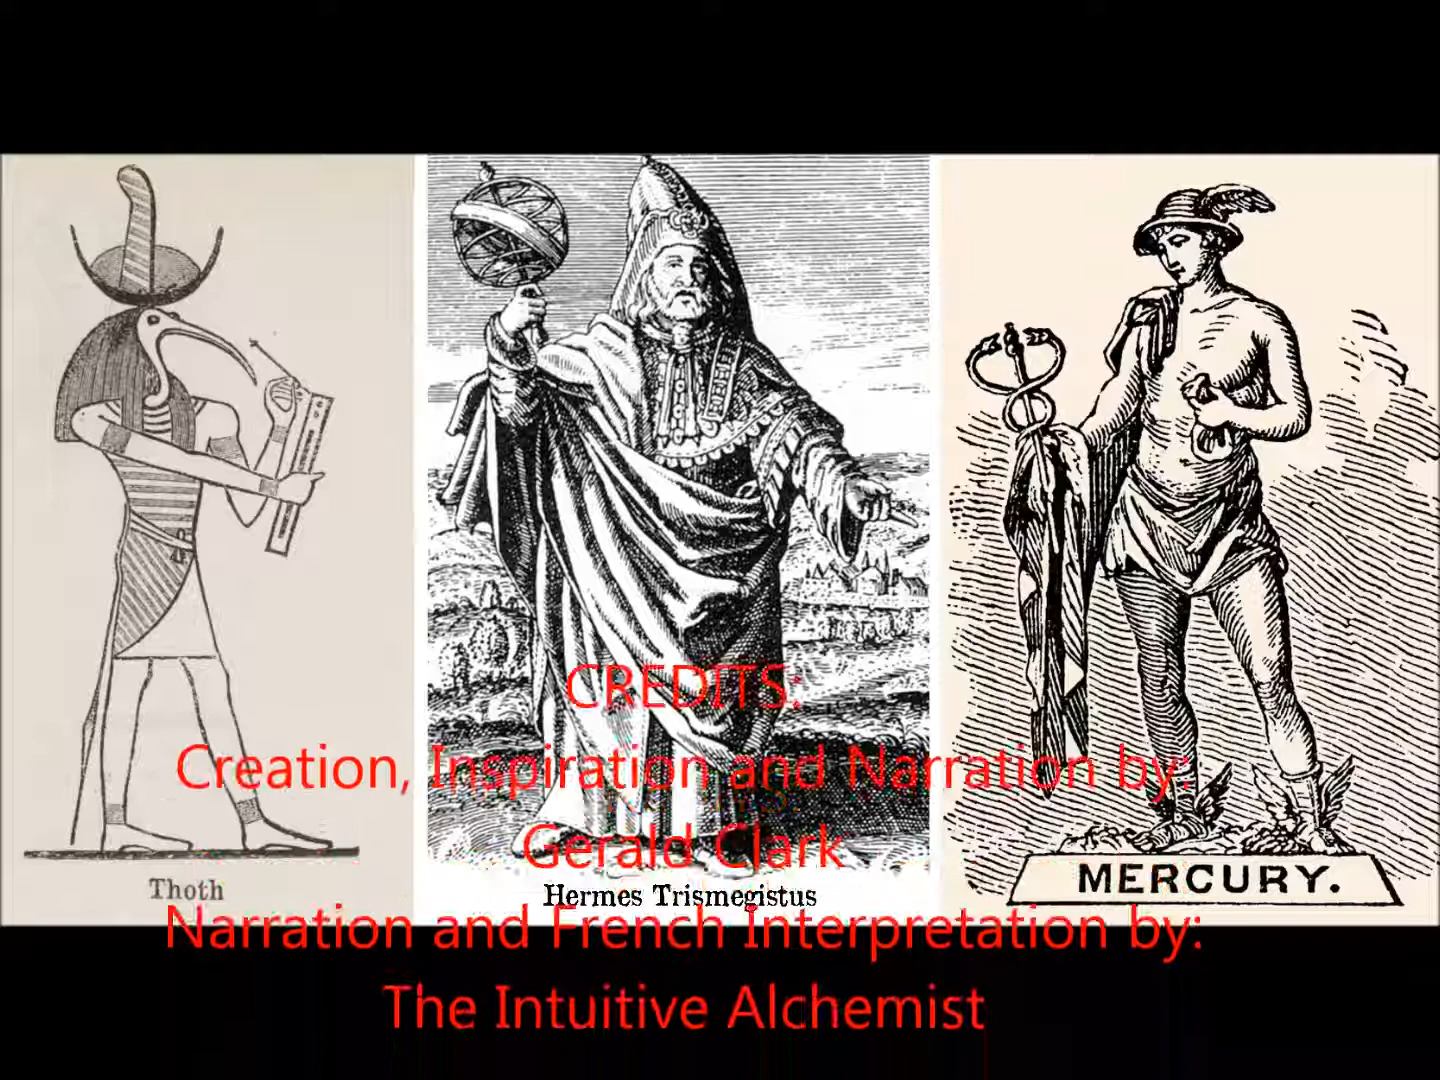 CREDITS:
Creation, Inspiration and Narration by:
Gerald Clark
Thoth
Hermes Trismegistus
MERCURY.
Narration and French Interpretation by:
The Intuitive Alchemist